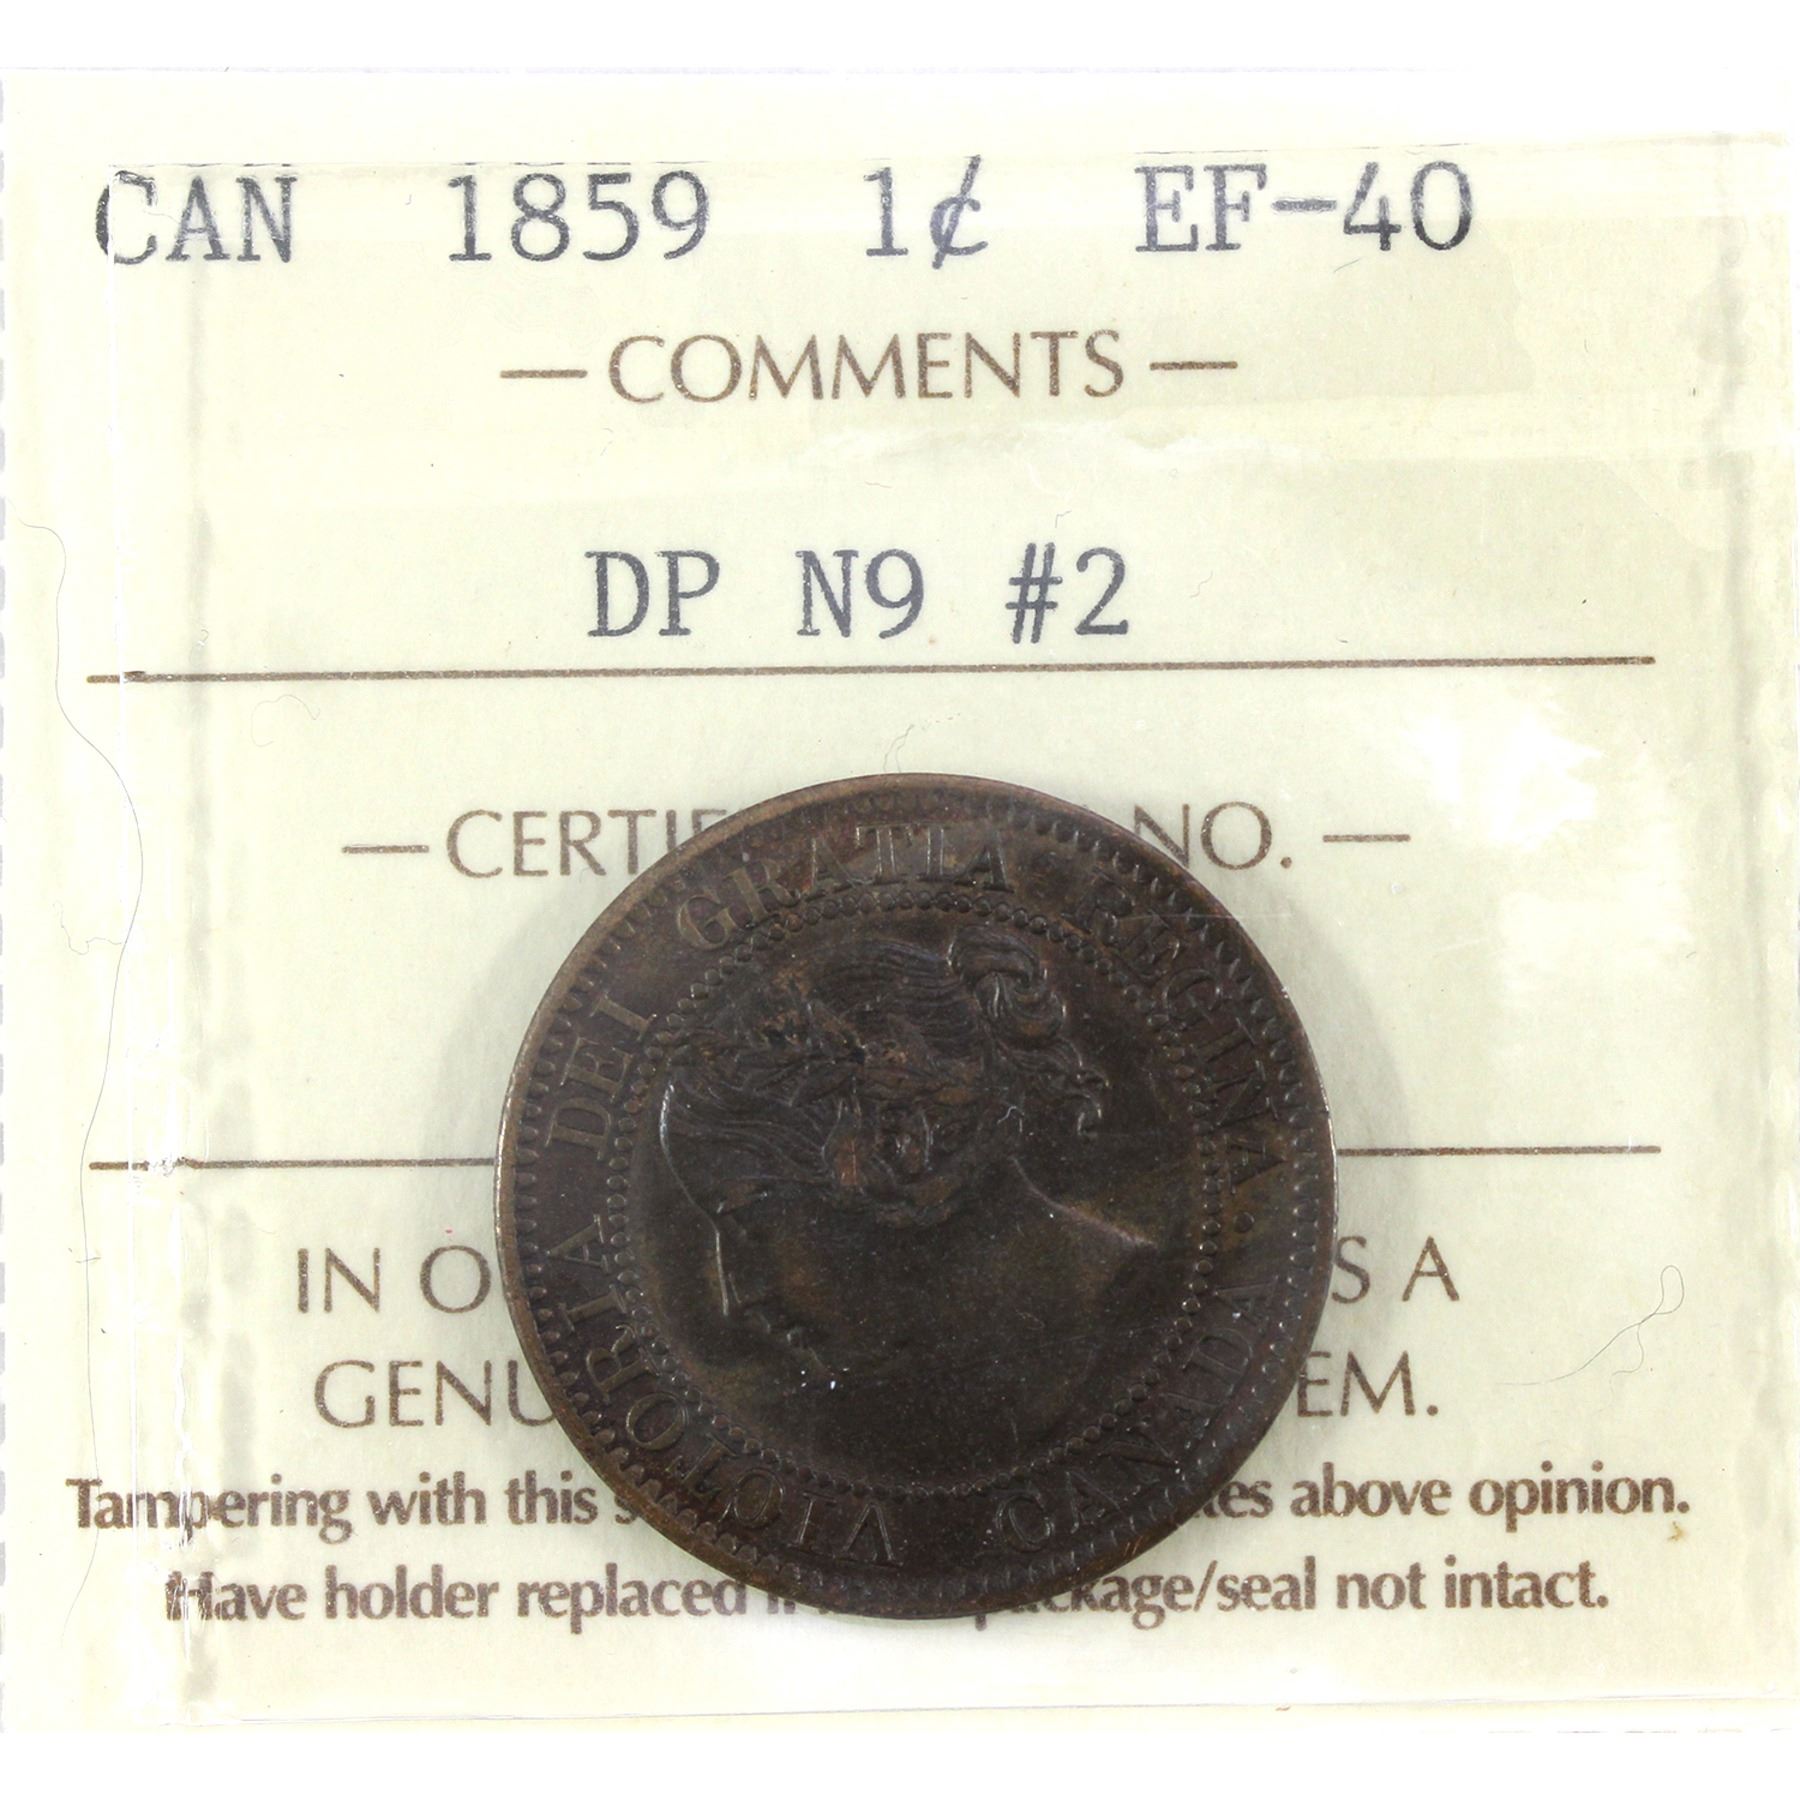 CAN 1859 1¢ EF-40
—COMMENTS—
DP N9 #2
—CERTIF NO.—
IN O S A
GENU EM.
Tampering with this s tes above opinion.
Have holder replaced package/seal not intact.
VICTORIA DEI GRATIA REGINA. CANADA